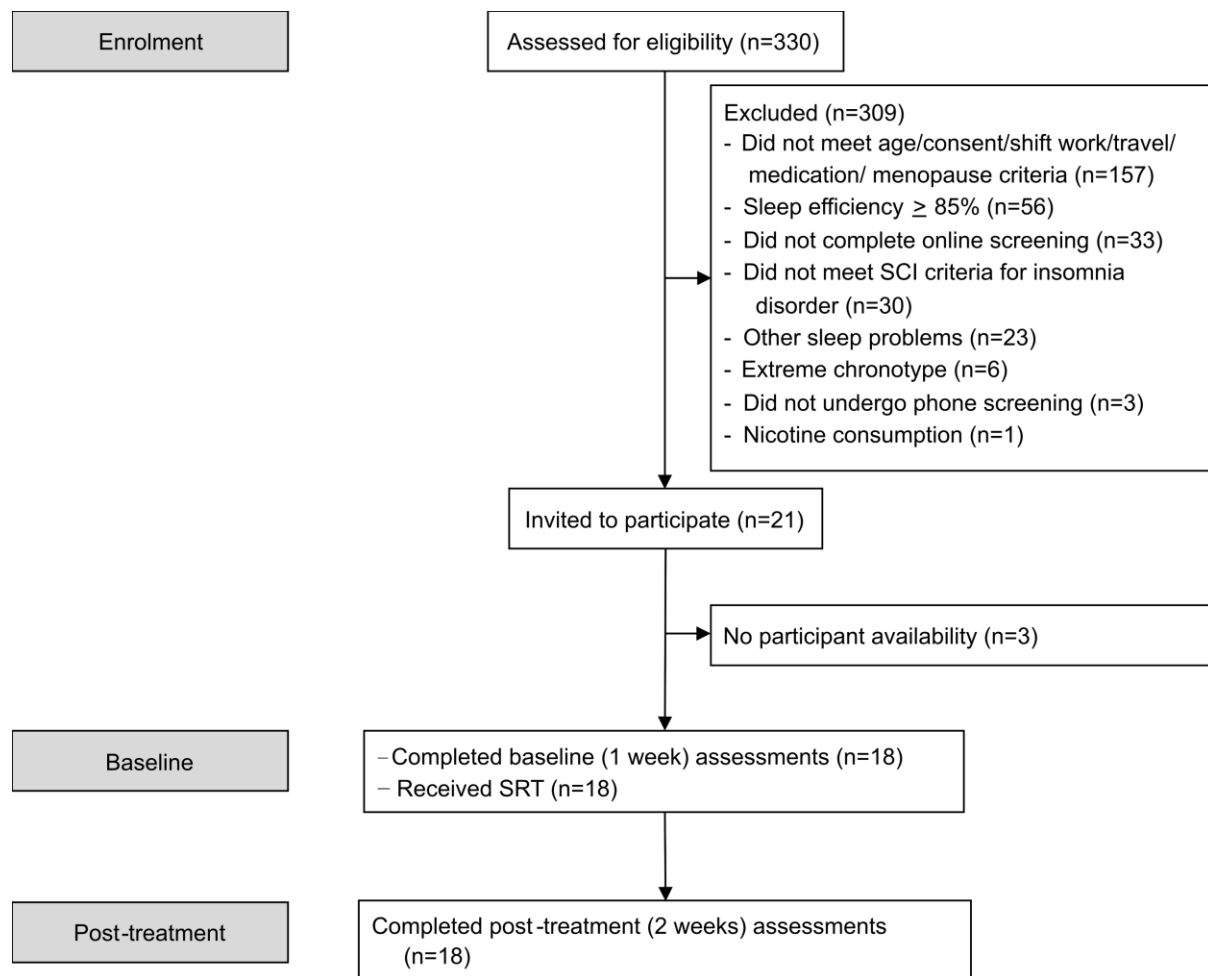 Enrolment
Assessed for eligibility (n=330)
Excluded (n=309)
- Did not meet age/consent/shift work/travel/
medication/ menopause criteria (n=157)
- Sleep efficiency ≥ 85% (n=56)
- Did not complete online screening (n=33)
- Did not meet SCI criteria for insomnia
disorder (n=30)
- Other sleep problems (n=23)
- Extreme chronotype (n=6)
- Did not undergo phone screening (n=3)
- Nicotine consumption (n=1)
Invited to participate (n=21)
No participant availability (n=3)
Baseline
–Completed baseline (1 week) assessments (n=18)
– Received SRT (n=18)
Post-treatment
Completed post-treatment (2 weeks) assessments
(n=18)